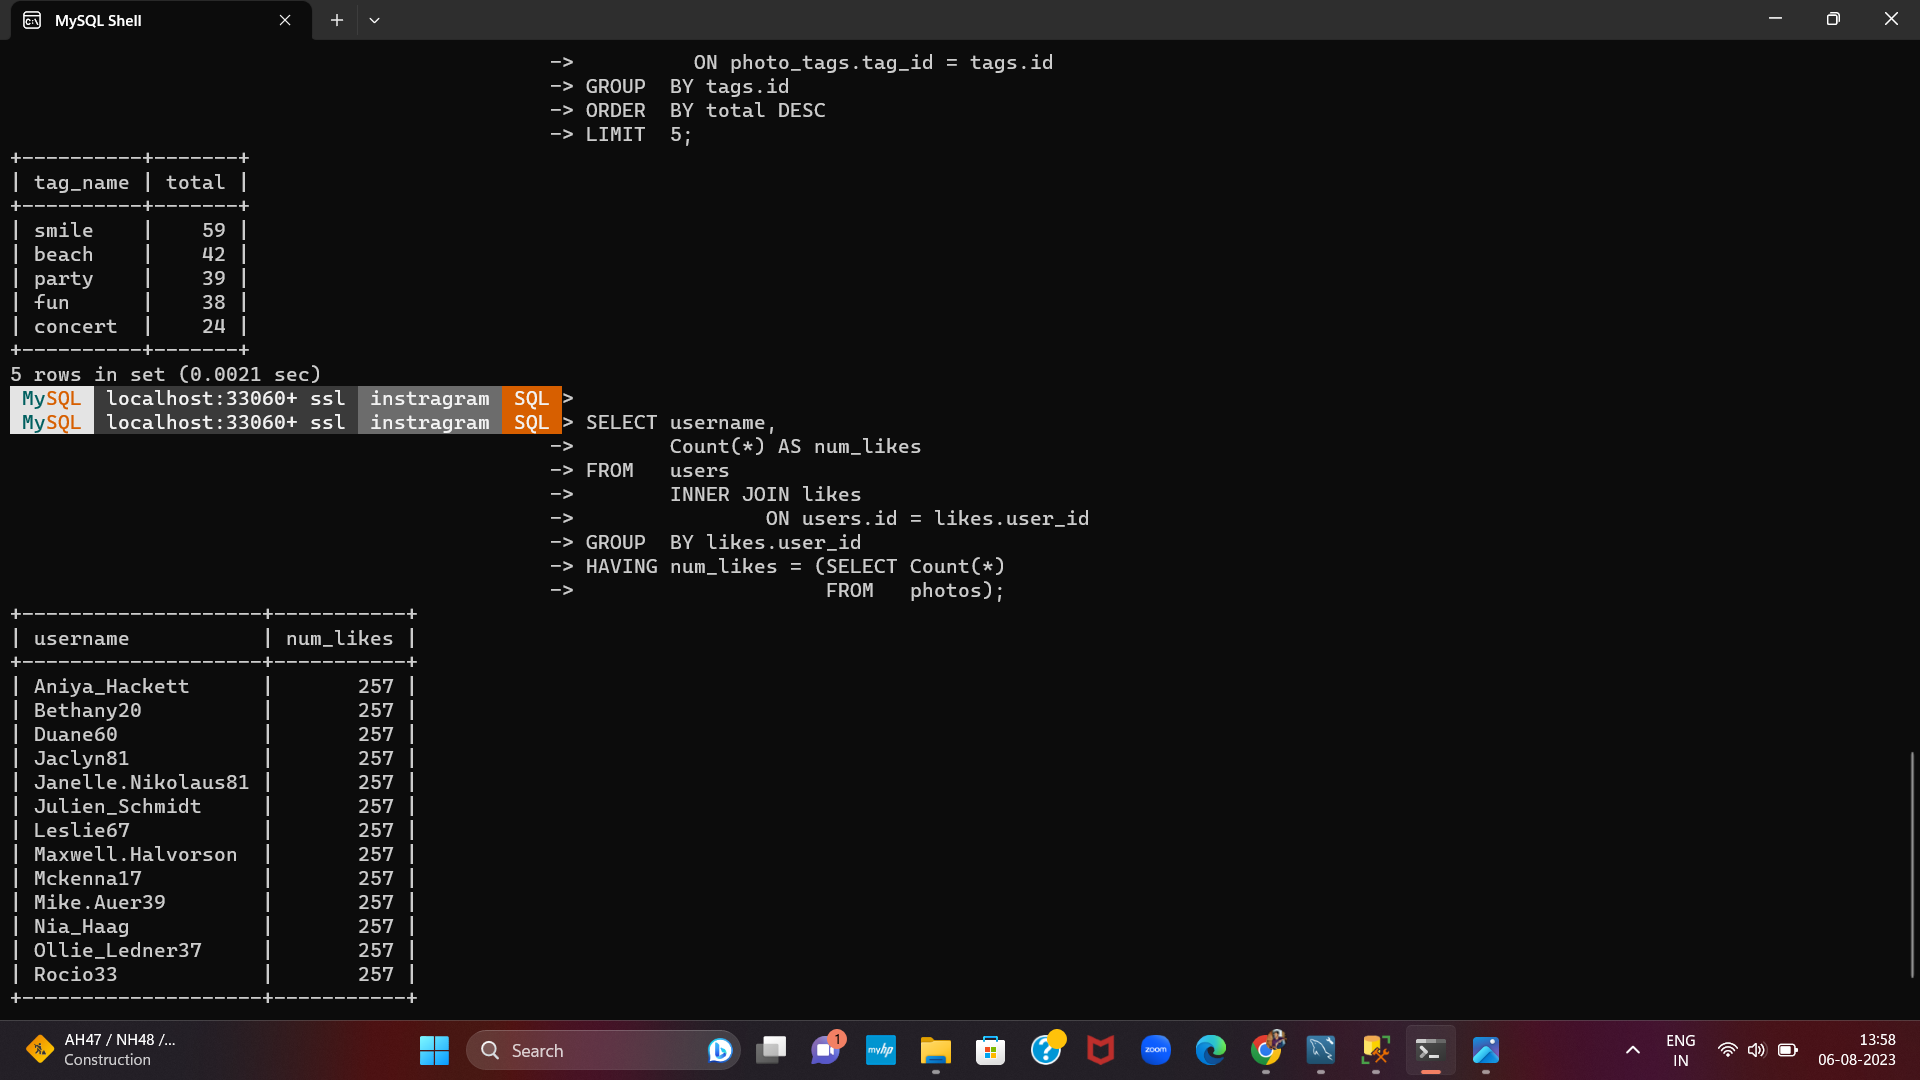 MySQL Shell
->          ON photo_tags.tag_id = tags.id
-> GROUP  BY tags.id
-> ORDER  BY total DESC
-> LIMIT  5;
+----------+-------+
| tag_name | total |
+----------+-------+
| smile    |    59 |
| beach    |    42 |
| party    |    39 |
| fun      |    38 |
| concert  |    24 |
+----------+-------+
5 rows in set (0.0021 sec)
MySQL localhost:33060+ ssl instragram SQL >
MySQL localhost:33060+ ssl instragram SQL > SELECT username,
->        Count(*) AS num_likes
-> FROM   users
->        INNER JOIN likes
->                ON users.id = likes.user_id
-> GROUP  BY likes.user_id
-> HAVING num_likes = (SELECT Count(*)
->                     FROM   photos);
+--------------------+-----------+
| username           | num_likes |
+--------------------+-----------+
| Aniya_Hackett      |       257 |
| Bethany20          |       257 |
| Duane60            |       257 |
| Jaclyn81           |       257 |
| Janelle.Nikolaus81 |       257 |
| Julien_Schmidt     |       257 |
| Leslie67           |       257 |
| Maxwell.Halvorson  |       257 |
| Mckenna17          |       257 |
| Mike.Auer39        |       257 |
| Nia_Haag           |       257 |
| Ollie_Ledner37     |       257 |
| Rocio33            |       257 |
+--------------------+-----------+
AH47 / NH48 /...
Construction
Search
1
myhp
zoom
ENG
IN
13:58
06-08-2023